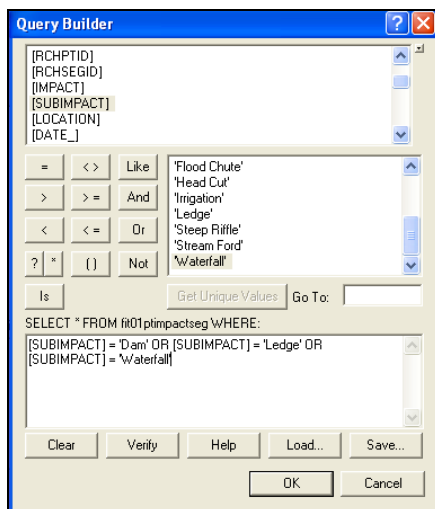 Query Builder
[RCHPTID]
[RCHSEGID]
[IMPACT]
[SUBIMPACT]
[LOCATION]
[DATE_]
= < > Like
> > = And
< < = Or
? * ( ) Not
Is
'Flood Chute'
'Head Cut'
'Irrigation'
'Ledge'
'Steep Riffle'
'Stream Ford'
'Waterfall'
Get Unique Values Go To:
SELECT * FROM fit01ptimpactseg WHERE:
[SUBIMPACT] = 'Dam' OR [SUBIMPACT] = 'Ledge' OR
[SUBIMPACT] = 'Waterfall'
Clear Verify Help Load... Save...
OK Cancel